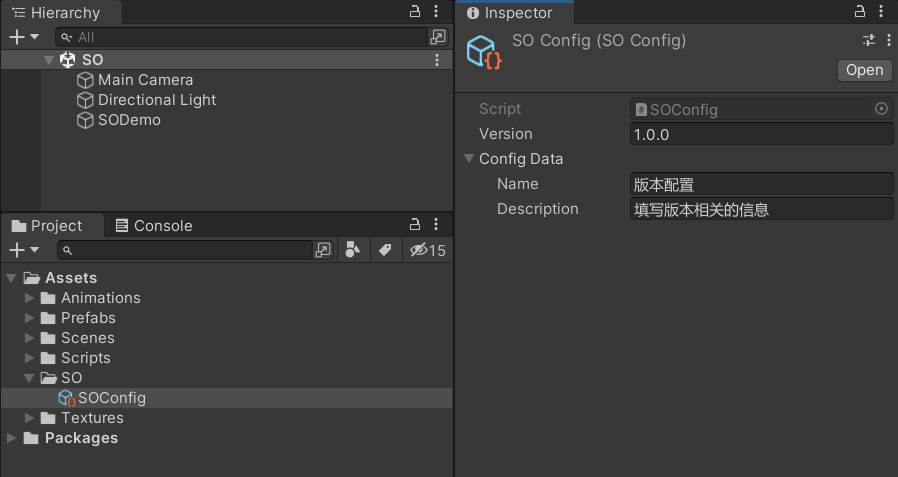 Hierarchy
All
SO
Main Camera
Directional Light
SODemo
Project
Console
15
Assets
Animations
Prefabs
Scenes
Scripts
SO
SOConfig
Textures
Packages
Inspector
SO Config (SO Config)
Open
Script
SOConfig
Version
1.0.0
Config Data
Name
版本配置
Description
填写版本相关的信息